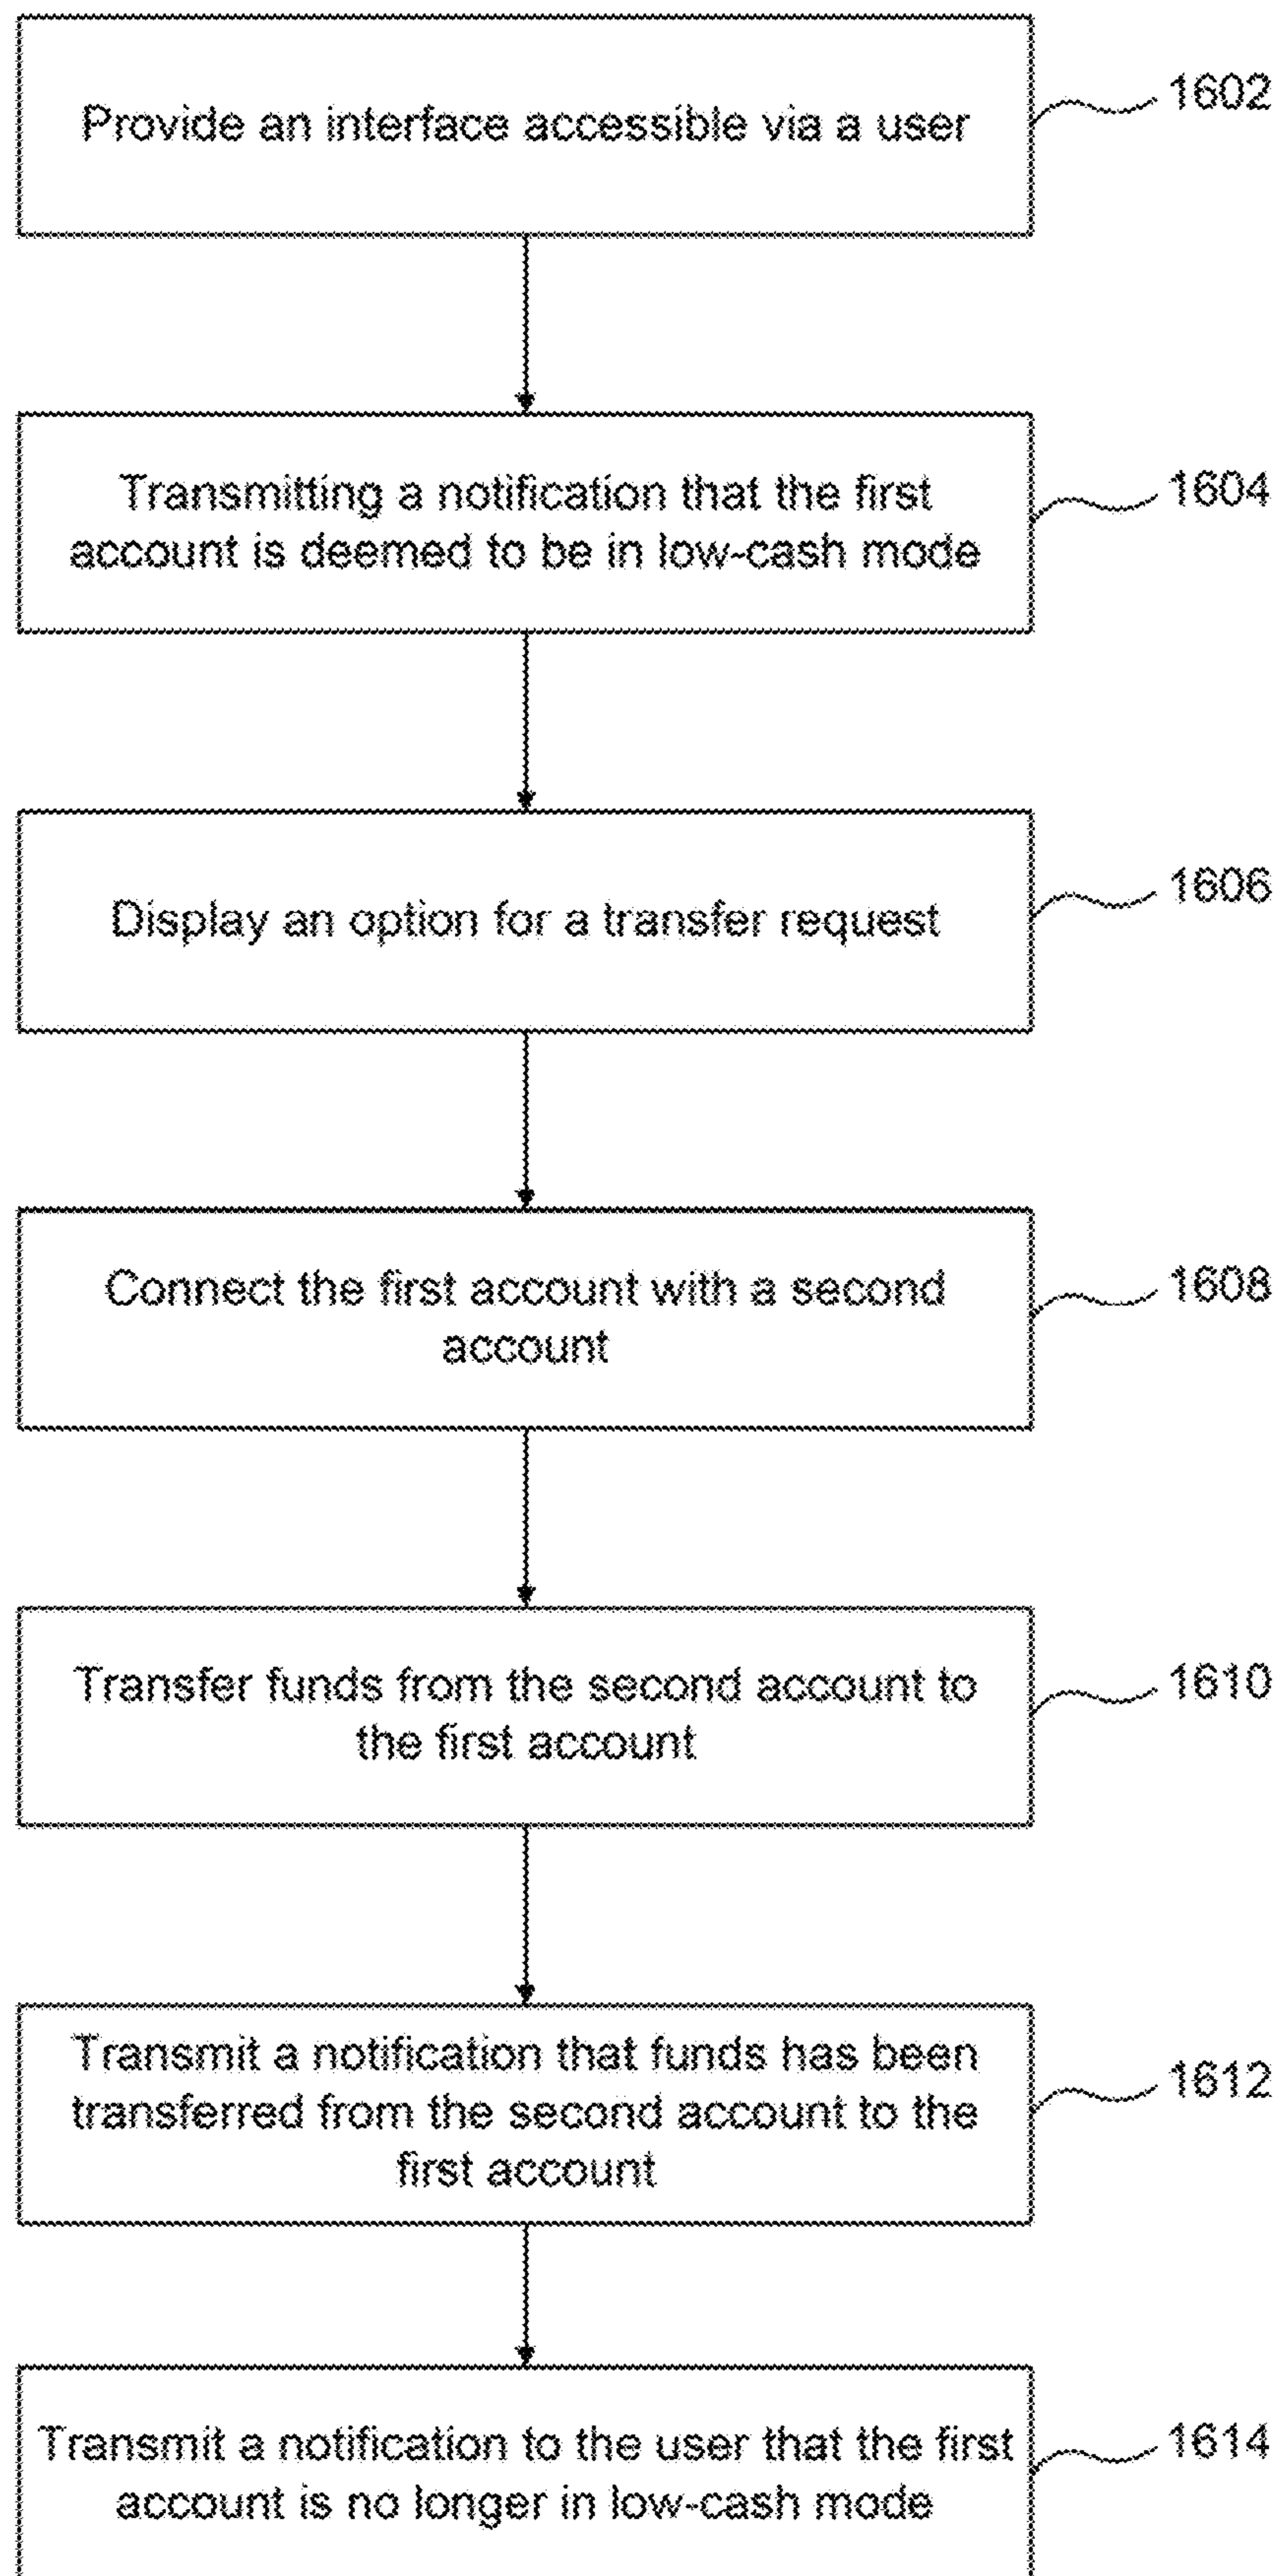 Provide an interface accessible via a user
1602
Transmitting a notification that the first
account is deemed to be in low-cash mode
1604
Display an option for a transfer request
1606
Connect the first account with a second
account
1608
Transfer funds from the second account to
the first account
1610
Transmit a notification that funds has been
transferred from the second account to the
first account
1612
Transmit a notification to the user that the first
account is no longer in low-cash mode
1614